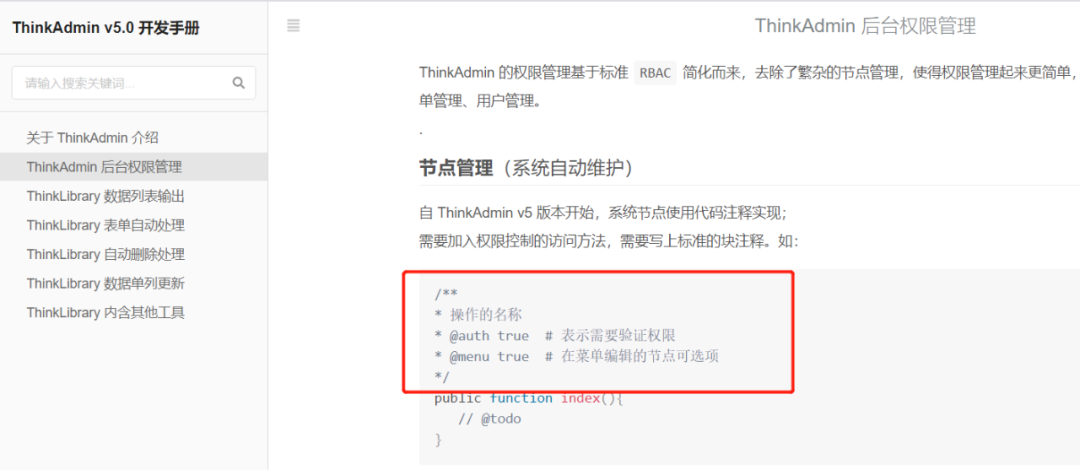 ThinkAdmin v5.0 开发手册
请输入搜索关键词...
关于 ThinkAdmin 介绍
ThinkAdmin 后台权限管理
ThinkLibrary 数据列表输出
ThinkLibrary 表单自动处理
ThinkLibrary 自动删除处理
ThinkLibrary 数据单列更新
ThinkLibrary 内含其他工具
ThinkAdmin 后台权限管理
ThinkAdmin 的权限管理基于标准 RBAC 简化而来，去除了繁杂的节点管理，使得权限管理起来更简单，
单管理、用户管理。
.
节点管理（系统自动维护）
自 ThinkAdmin v5 版本开始，系统节点使用代码注释实现；
需要加入权限控制的访问方法，需要写上标准的块注释。如：
/**
* 操作的名称
* @auth true  # 表示需要验证权限
* @menu true  # 在菜单编辑的节点可选项
*/
public function index(){
// @todo
}